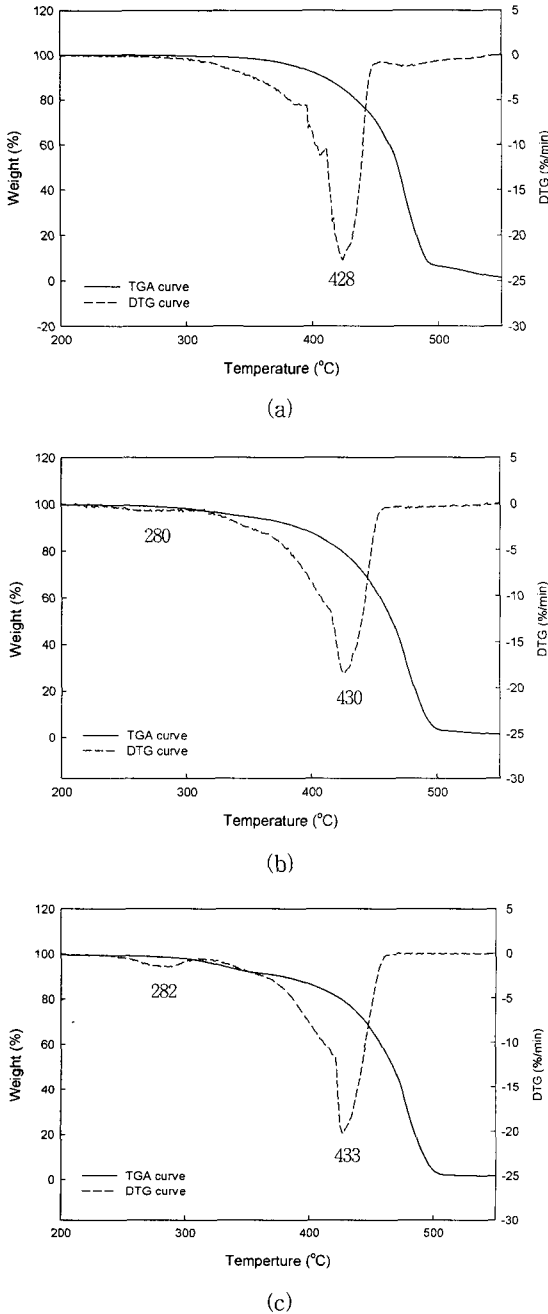 120
100
80
60
40
20
0
-20
5
0
-5
-10
-15
-20
-25
-30
Weight (%)
DTG (%/min)
428
TGA curve
DTG curve
200 300 400 500
Temperature (°C)
(a)
120
100
80
60
40
20
0
5
0
-5
-10
-15
-20
-25
-30
Weight (%)
DTG (%/min)
280
430
TGA curve
DTG curve
200 300 400 500
Temperature (°C)
(b)
120
100
80
60
40
20
0
5
0
-5
-10
-15
-20
-25
-30
Weight (%)
DTG (%/min)
282
433
TGA curve
DTG curve
200 300 400 500
Temperture (°C)
(c)